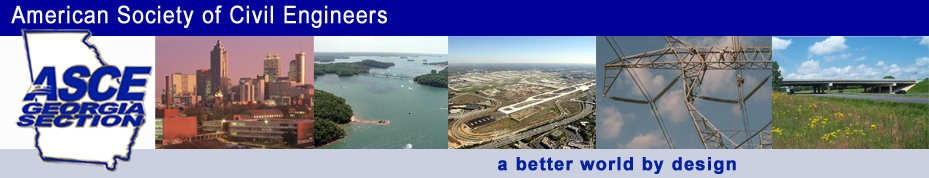 American Society of Civil Engineers
ASCE
GEORGIA
SECTION
a better world by design